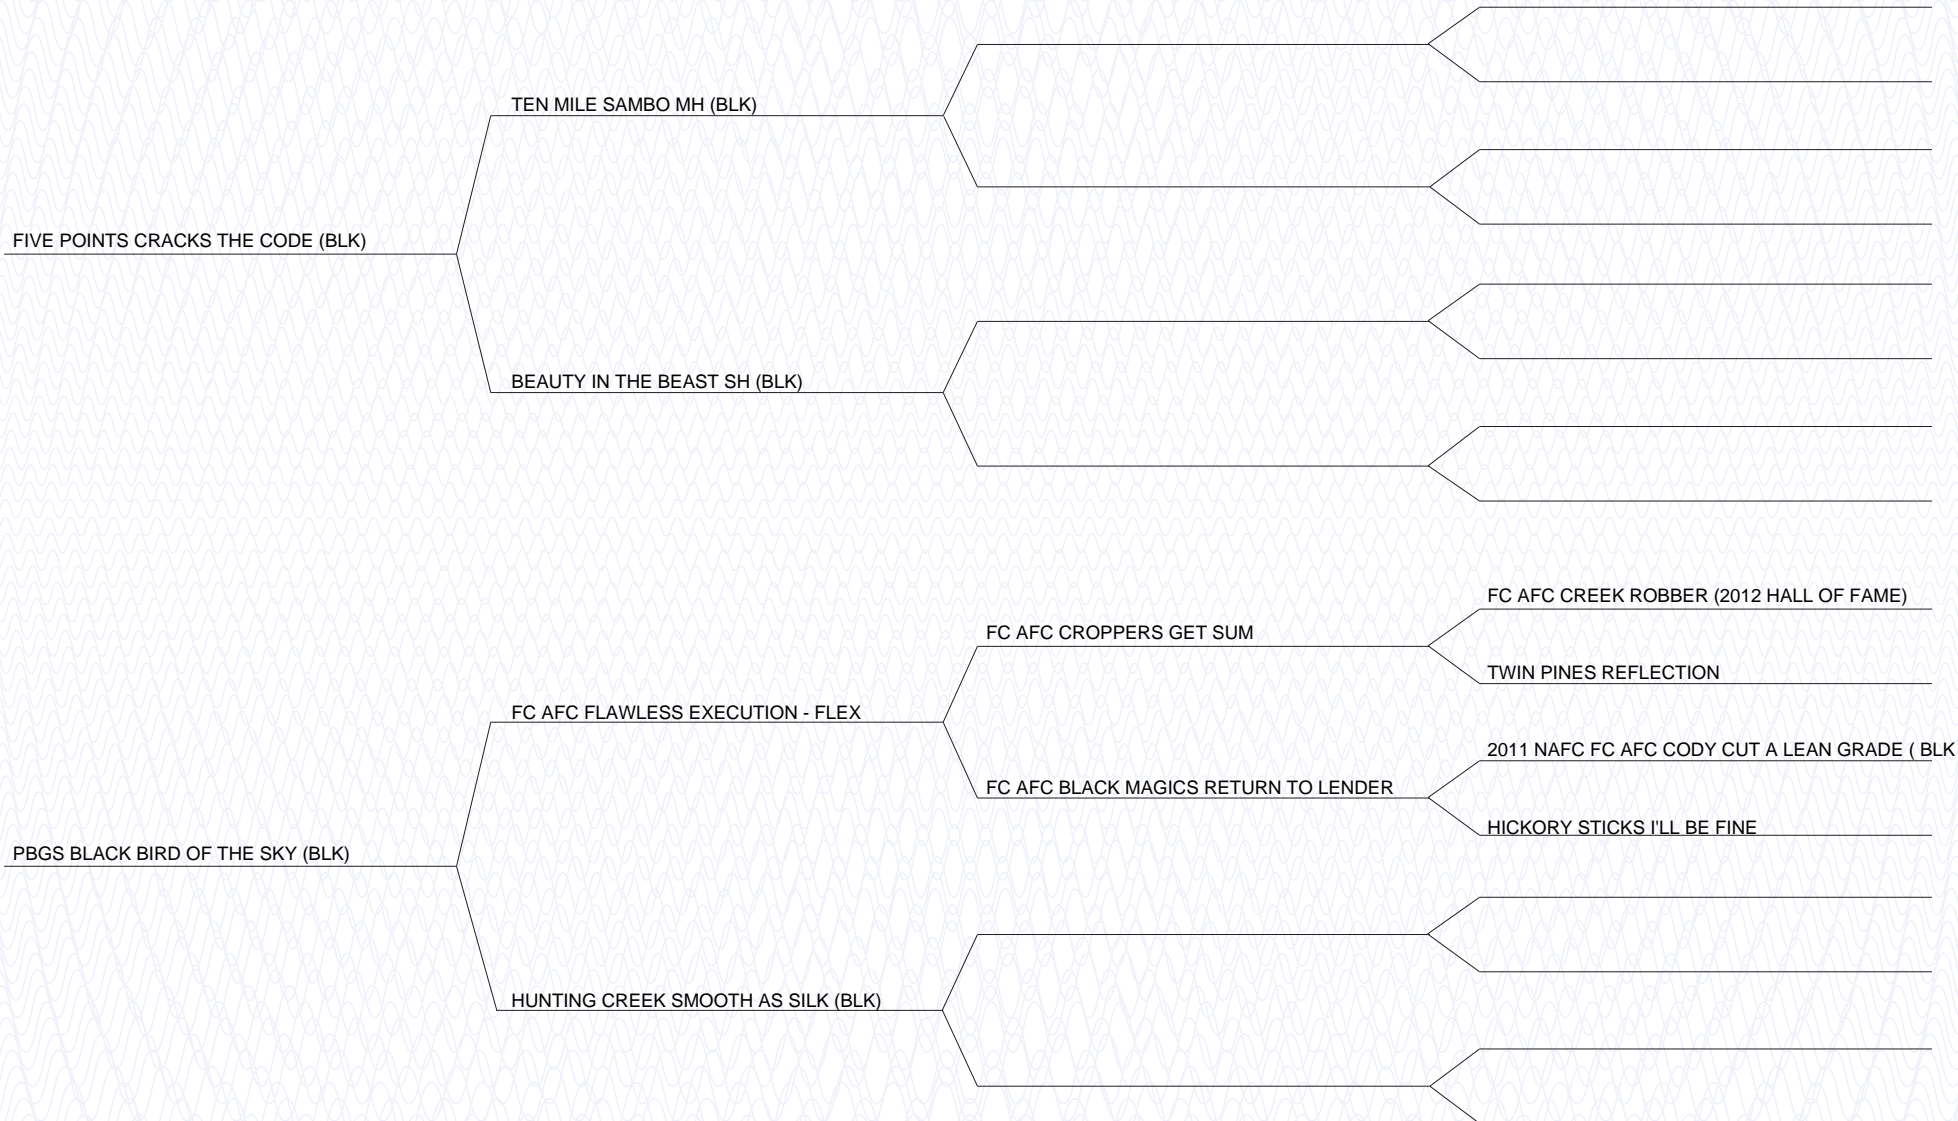 TEN MILE SAMBO MH (BLK)
FIVE POINTS CRACKS THE CODE (BLK)
BEAUTY IN THE BEAST SH (BLK)
FC AFC CREEK ROBBER (2012 HALL OF FAME)
FC AFC CROPPERS GET SUM
TWIN PINES REFLECTION
FC AFC FLAWLESS EXECUTION - FLEX
2011 NAFC FC AFC CODY CUT A LEAN GRADE ( BLK
FC AFC BLACK MAGICS RETURN TO LENDER
HICKORY STICKS I'LL BE FINE
PBGS BLACK BIRD OF THE SKY (BLK)
HUNTING CREEK SMOOTH AS SILK (BLK)